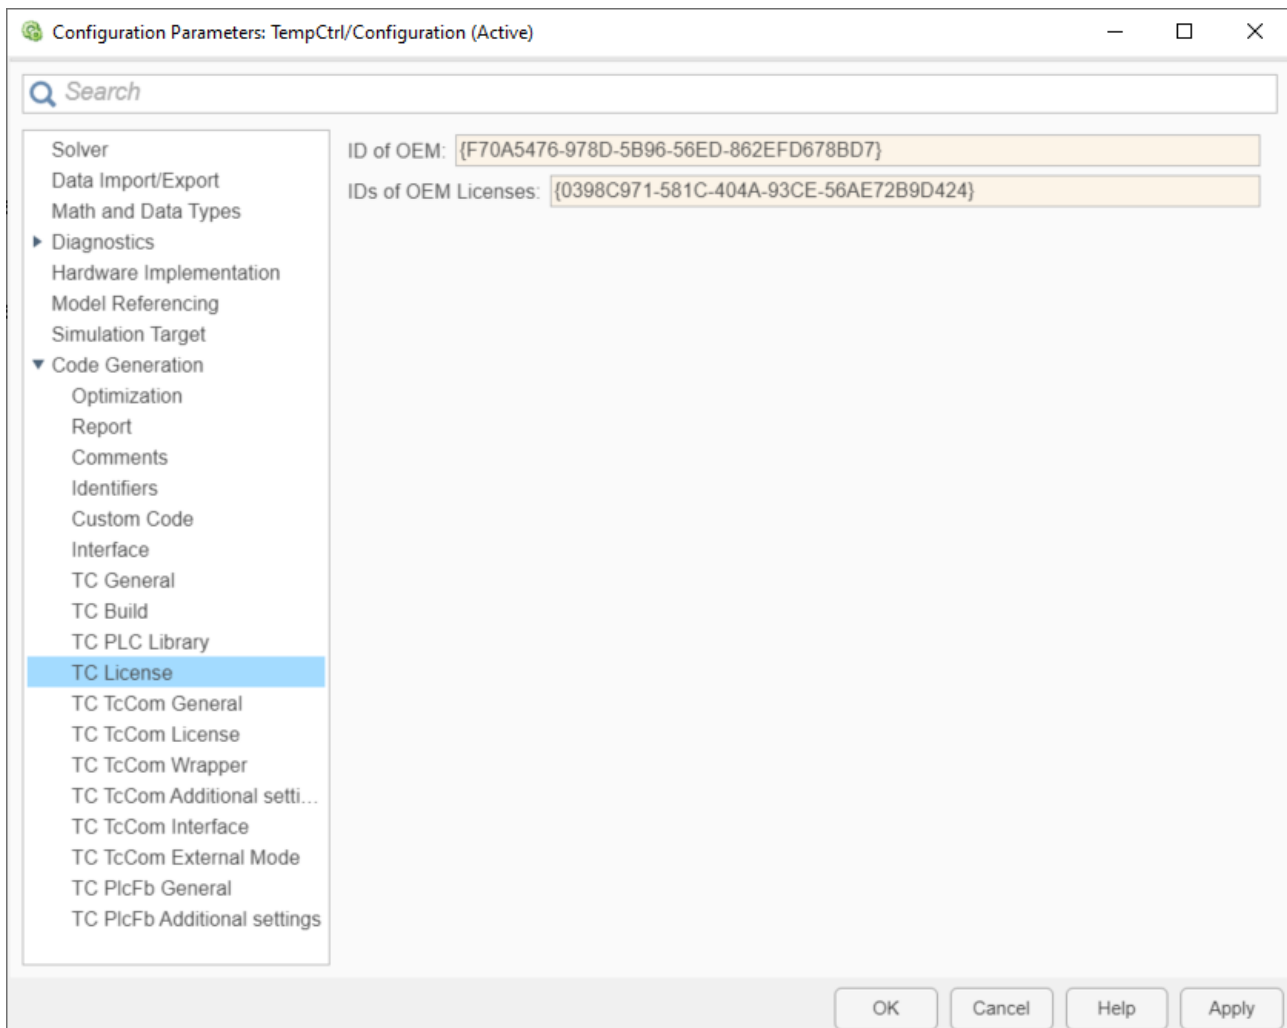 Configuration Parameters: TempCtrl/Configuration (Active)
Search
Solver
Data Import/Export
Math and Data Types
Diagnostics
Hardware Implementation
Model Referencing
Simulation Target
Code Generation
Optimization
Report
Comments
Identifiers
Custom Code
Interface
TC General
TC Build
TC PLC Library
TC License
TC TcCom General
TC TcCom License
TC TcCom Wrapper
TC TcCom Additional setti...
TC TcCom Interface
TC TcCom External Mode
TC PlcFb General
TC PlcFb Additional settings
ID of OEM: {F70A5476-978D-5B96-56ED-862EFD678BD7}
IDs of OEM Licenses: {0398C971-581C-404A-93CE-56AE72B9D424}
OK Cancel Help Apply